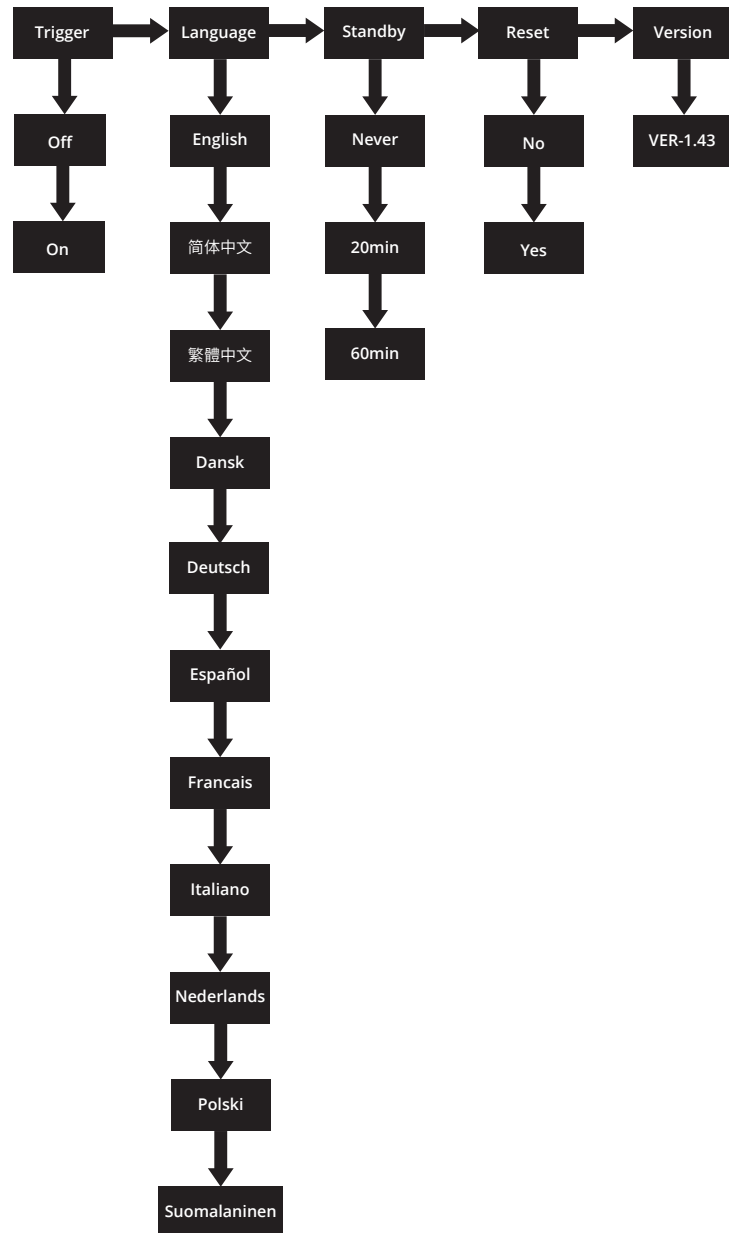 Trigger
Language
Standby
Reset
Version
Off
English
Never
No
VER-1.43
On
简体中文
20min
Yes
繁體中文
60min
Dansk
Deutsch
Español
Francais
Italiano
Nederlands
Polski
Suomalaninen